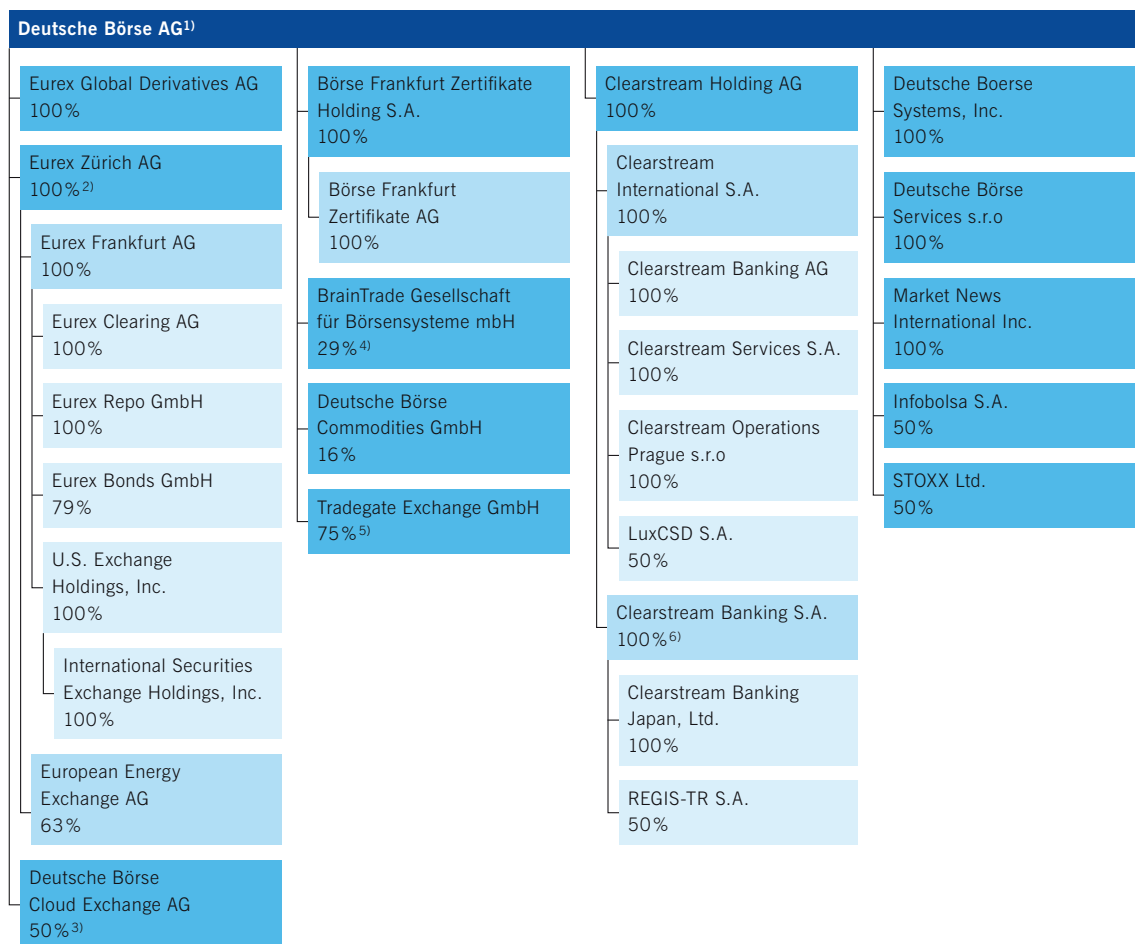 Deutsche Börse AG1)
Eurex Global Derivatives AG
100%
Eurex Zürich AG
100%2)
Eurex Frankfurt AG
100%
Eurex Clearing AG
100%
Eurex Repo GmbH
100%
Eurex Bonds GmbH
79%
U.S. Exchange
Holdings, Inc.
100%
International Securities
Exchange Holdings, Inc.
100%
European Energy
Exchange AG
63%
Deutsche Börse
Cloud Exchange AG
50%3)
Börse Frankfurt Zertifikate
Holding S.A.
100%
Börse Frankfurt
Zertifikate AG
100%
BrainTrade Gesellschaft
für Börsensysteme mbH
29%4)
Deutsche Börse
Commodities GmbH
16%
Tradegate Exchange GmbH
75%5)
Clearstream Holding AG
100%
Clearstream
International S.A.
100%
Clearstream Banking AG
100%
Clearstream Services S.A.
100%
Clearstream Operations
Prague s.r.o
100%
LuxCSD S.A.
50%
Clearstream Banking S.A.
100%6)
Clearstream Banking
Japan, Ltd.
100%
REGIS-TR S.A.
50%
Deutsche Boerse
Systems, Inc.
100%
Deutsche Börse
Services s.r.o
100%
Market News
International Inc.
100%
Infobolsa S.A.
50%
STOXX Ltd.
50%